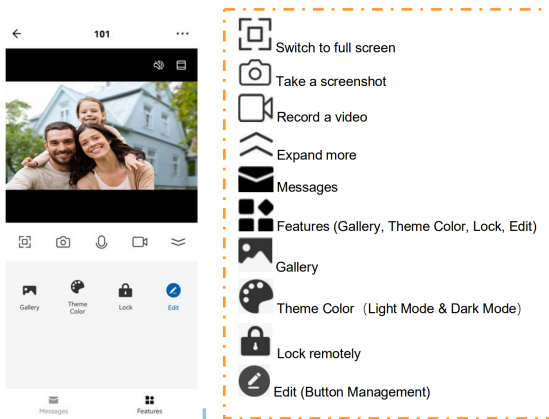 101
Gallery
Theme
Color
Lock
Edit
Messages
Features
Switch to full screen
Take a screenshot
Record a video
Expand more
Messages
Features (Gallery, Theme Color, Lock, Edit)
Gallery
Theme Color（Light Mode & Dark Mode）
Lock remotely
Edit (Button Management)